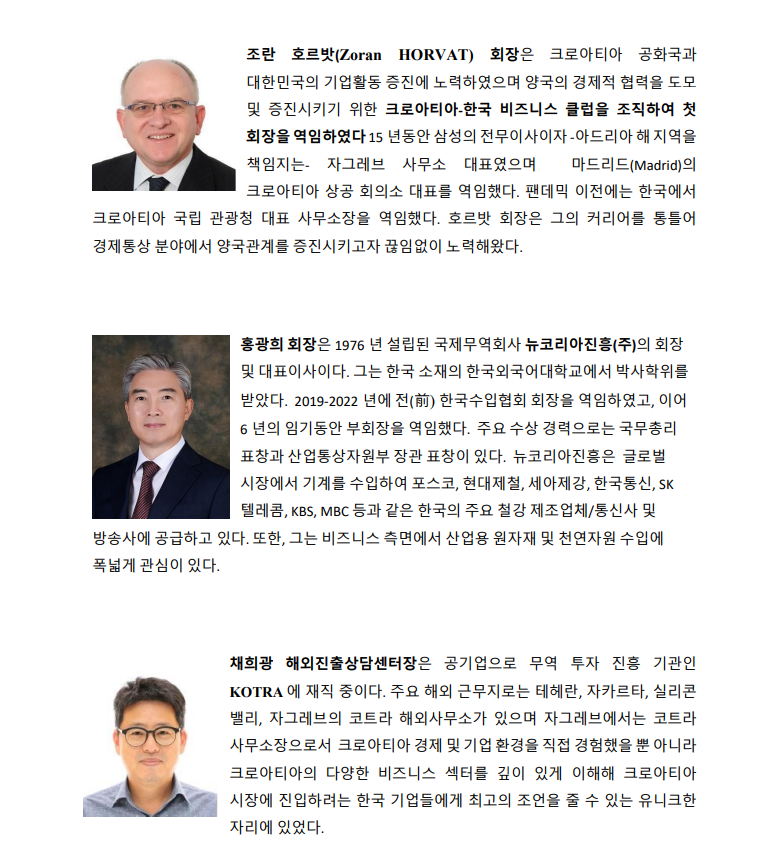 조란 호르밧(Zoran HORVAT) 회장은 크로아티아 공화국과
대한민국의 기업활동 증진에 노력하였으며 양국의 경제적 협력을 도모
및 증진시키기 위한 크로아티아-한국 비즈니스 클럽을 조직하여 첫
회장을 역임하였다 15 년동안 삼성의 전무이사이자 -아드리아 해 지역을
책임지는- 자그레브 사무소 대표였으며 마드리드(Madrid)의
크로아티아 상공 회의소 대표를 역임했다. 팬데믹 이전에는 한국에서
크로아티아 국립 관광청 대표 사무소장을 역임했다. 호르밧 회장은 그의 커리어를 통틀어
경제통상 분야에서 양국관계를 증진시키고자 끊임없이 노력해왔다.
홍광희 회장은 1976 년 설립된 국제무역회사 뉴코리아진흥(주)의 회장
및 대표이사이다. 그는 한국 소재의 한국외국어대학교에서 박사학위를
받았다. 2019-2022 년에 전(前) 한국수입협회 회장을 역임하였고, 이어
6 년의 임기동안 부회장을 역임했다. 주요 수상 경력으로는 국무총리
표창과 산업통상자원부 장관 표창이 있다. 뉴코리아진흥은 글로벌
시장에서 기계를 수입하여 포스코, 현대제철, 세아제강, 한국통신, SK
텔레콤, KBS, MBC 등과 같은 한국의 주요 철강 제조업체/통신사 및
방송사에 공급하고 있다. 또한, 그는 비즈니스 측면에서 산업용 원자재 및 천연자원 수입에
폭넓게 관심이 있다.
채희광 해외진출상담센터장은 공기업으로 무역 투자 진흥 기관인
KOTRA 에 재직 중이다. 주요 해외 근무지로는 테헤란, 자카르타, 실리콘
밸리, 자그레브의 코트라 해외사무소가 있으며 자그레브에서는 코트라
사무소장으로서 크로아티아 경제 및 기업 환경을 직접 경험했을 뿐 아니라
크로아티아의 다양한 비즈니스 섹터를 깊이 있게 이해해 크로아티아
시장에 진입하려는 한국 기업들에게 최고의 조언을 줄 수 있는 유니크한
자리에 있었다.